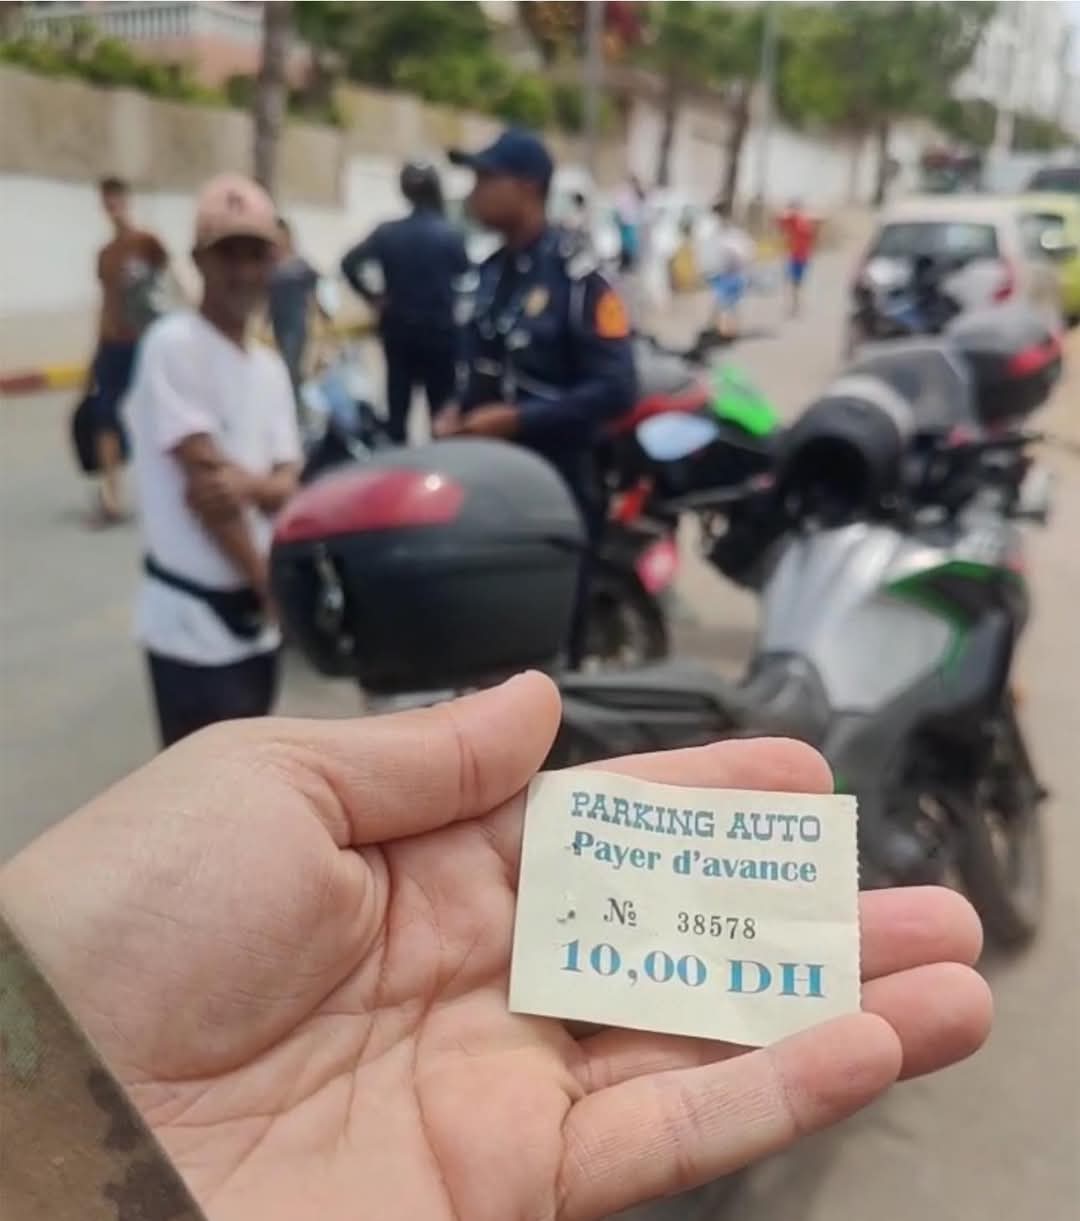 PARKING AUTO
Payer d'avance
№ 38578
10,00 DH